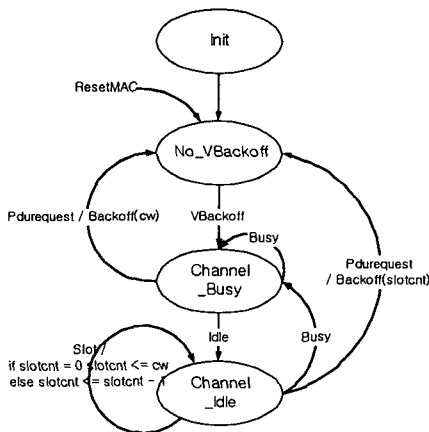 Init
ResetMAC
No_VBackoff
Pdurequest / Backoff(cw)
VBackoff
Busy
Pdurequest
/ Backoff(slotcnt)
Channel
_Busy
Idle
Busy
Slot /
if slotcnt = 0 slotcnt <= cw
else slotcnt <= slotcnt - 1
Channel
_Idle